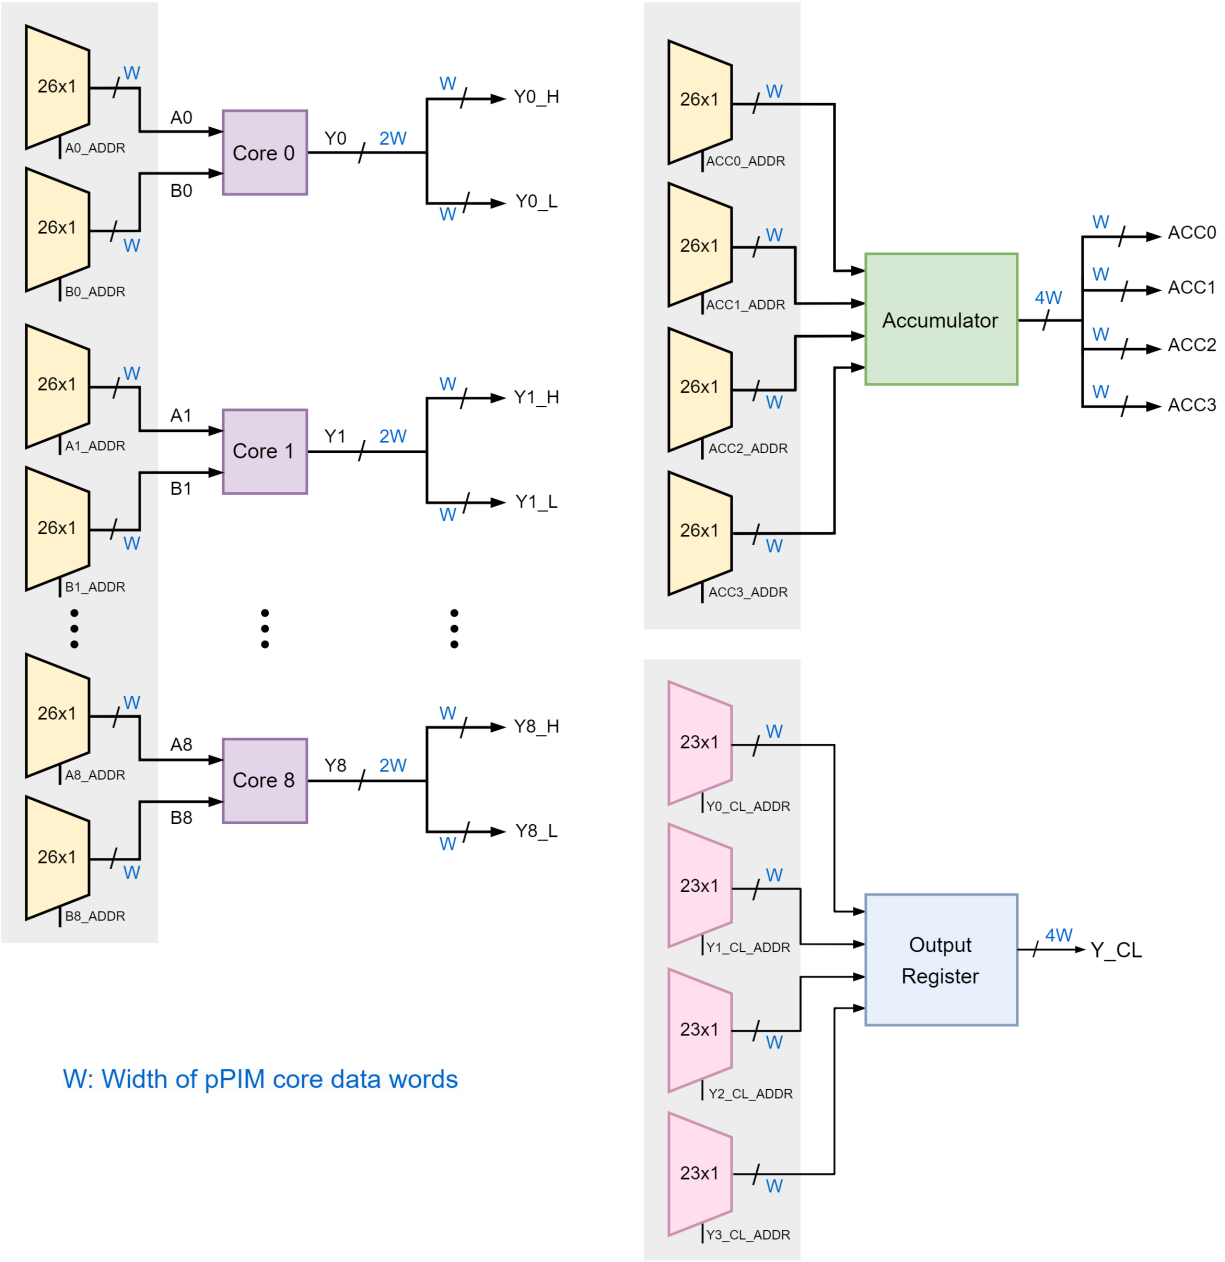 W
26x1
A0
A0_ADDR
Core 0
Y0
2W
W
Y0_H
26x1
B0
W
B0_ADDR
W
Y0_L
W
26x1
A1
A1_ADDR
Core 1
Y1
2W
W
Y1_H
26x1
B1
W
B1_ADDR
W
Y1_L
W
26x1
A8
A8_ADDR
Core 8
Y8
2W
W
Y8_H
26x1
B8
W
B8_ADDR
W
Y8_L
W: Width of pPIM core data words
W
26x1
ACC0_ADDR
W
26x1
ACC1_ADDR
26x1
W
ACC2_ADDR
26x1
W
ACC3_ADDR
Accumulator
4W
W
ACC0
W
ACC1
W
ACC2
W
ACC3
W
23x1
Y0_CL_ADDR
W
23x1
Y1_CL_ADDR
23x1
W
Y2_CL_ADDR
23x1
W
Y3_CL_ADDR
Output
Register
4W
Y_CL